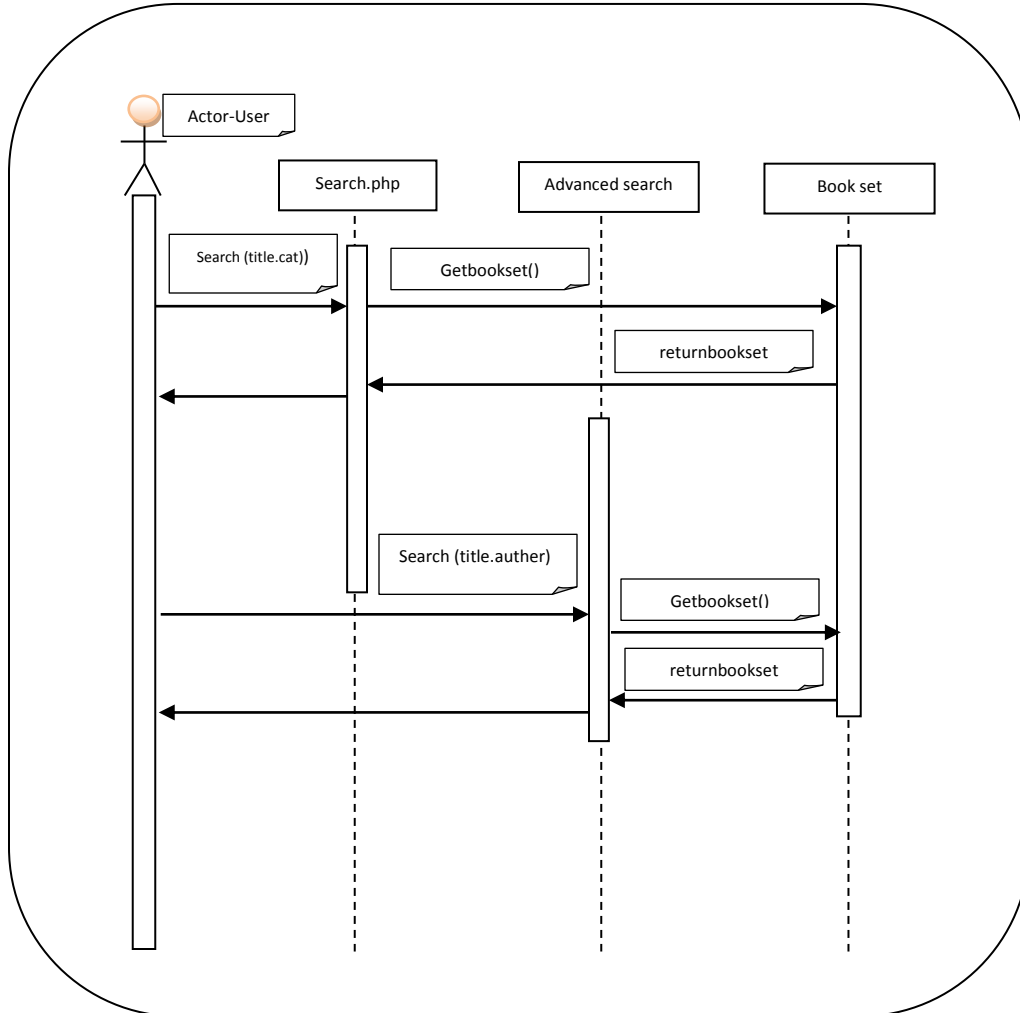 Actor-User
Search.php
Advanced search
Book set
Search (title.cat))
Getbookset()
returnbookset
Search (title.auther)
Getbookset()
returnbookset